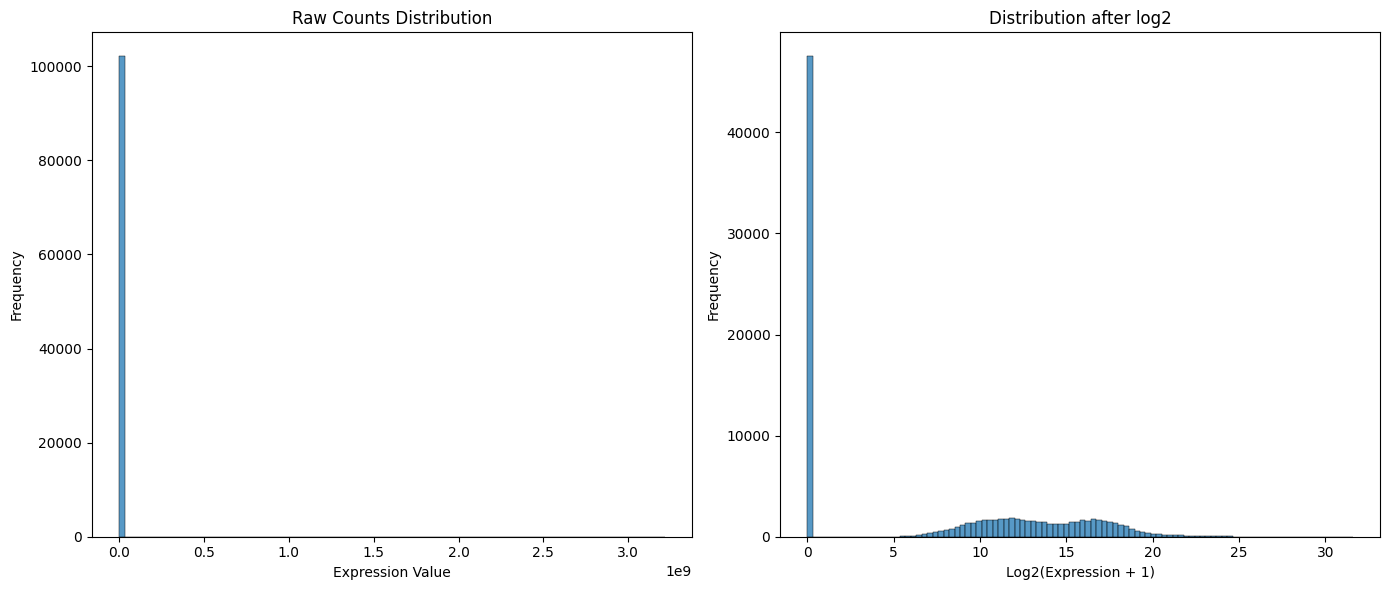 Raw Counts Distribution
100000
80000
60000
40000
20000
0
Frequency
0.0 0.5 1.0 1.5 2.0 2.5 3.0
1e9
Expression Value
Distribution after log2
40000
30000
20000
10000
0
Frequency
0 5 10 15 20 25 30
Log2(Expression + 1)